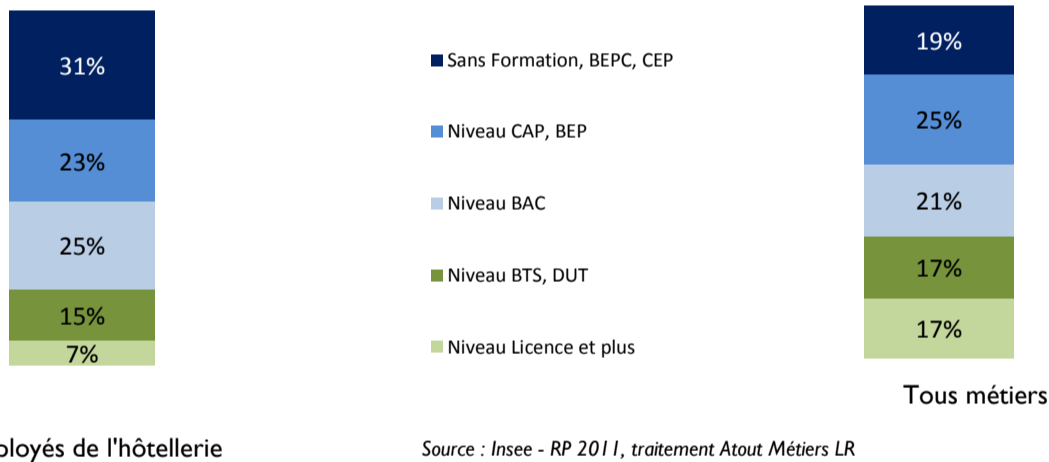 31%
23%
25%
15%
7%
Sans Formation, BEPC, CEP
Niveau CAP, BEP
Niveau BAC
Niveau BTS, DUT
Niveau Licence et plus
19%
25%
21%
17%
17%
Tous métiers
de l'hôtellerie
Source : Insee - RP 2011, traitement Atout Métiers LR